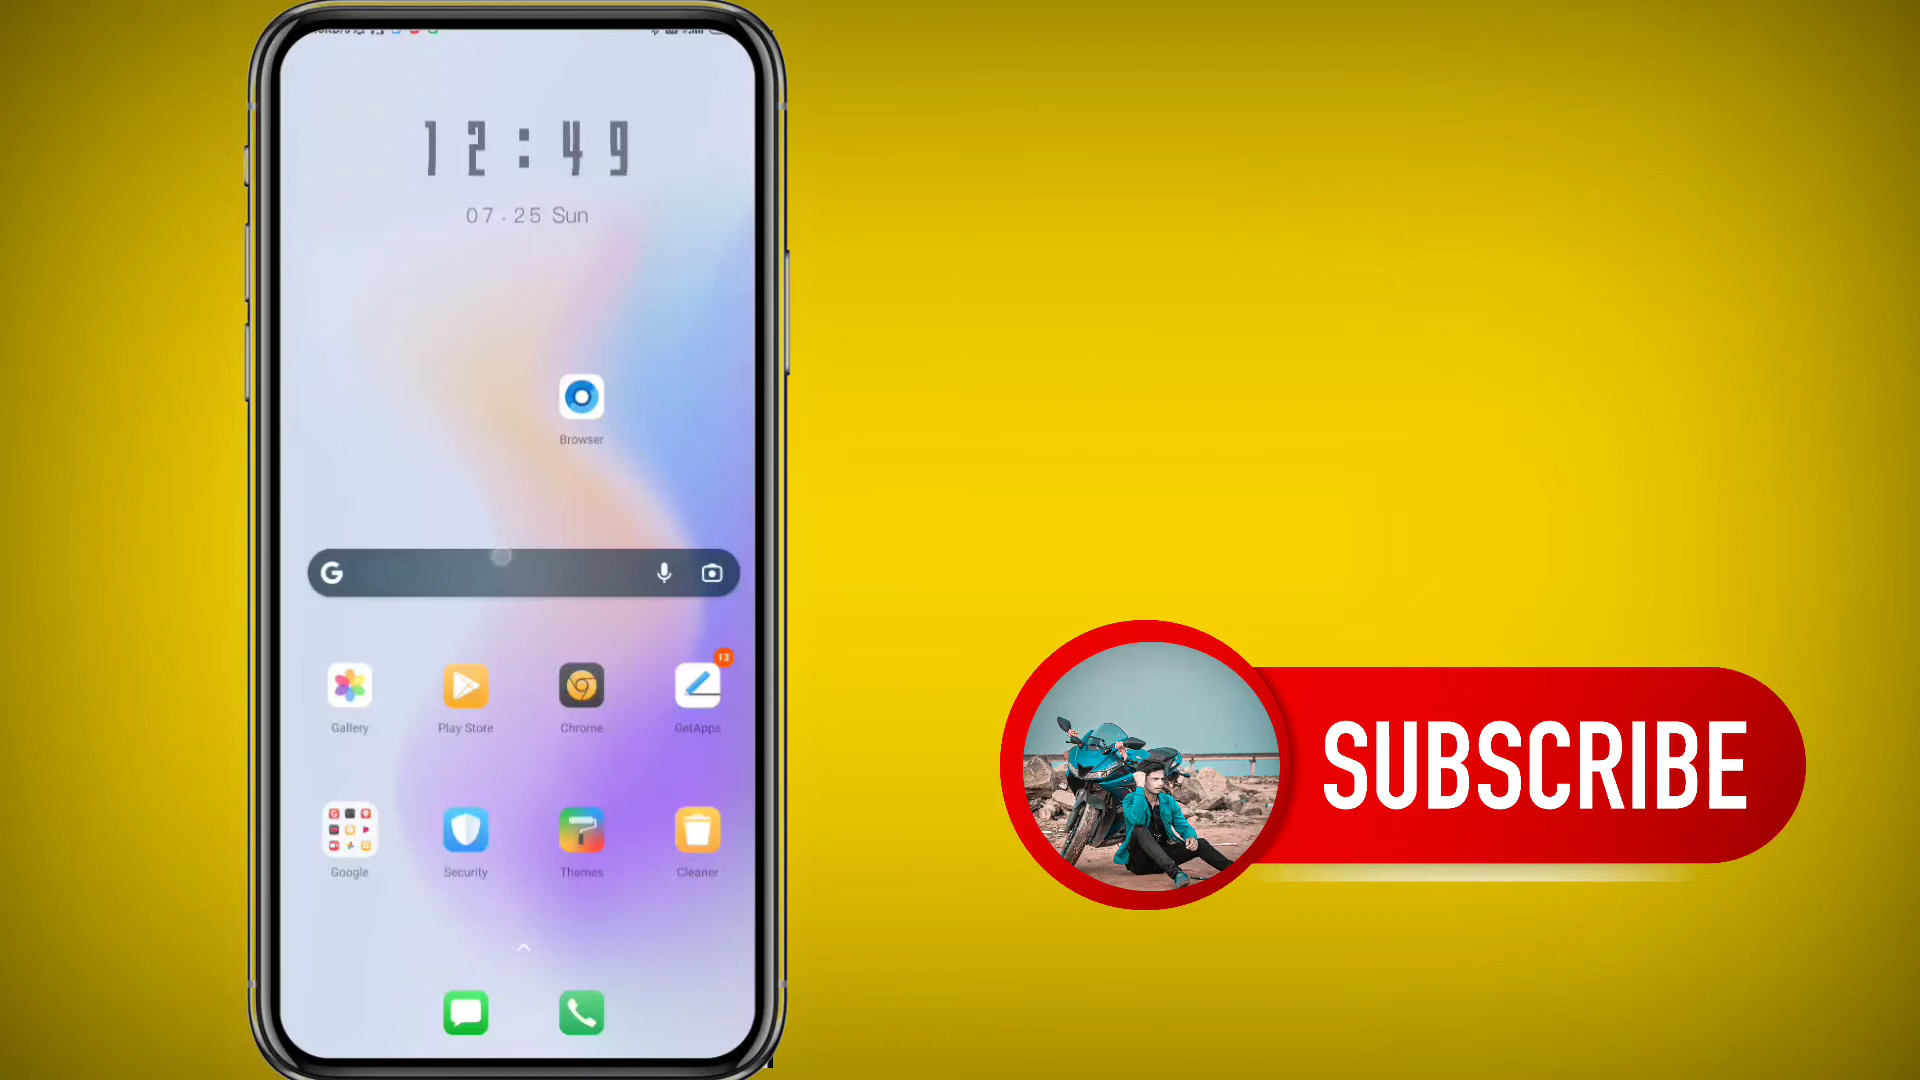 12:49
07.25 Sun
Browser
G
Gallery
Play Store
Chrome
GetApps
13
Google
Security
Themes
Cleaner
SUBSCRIBE